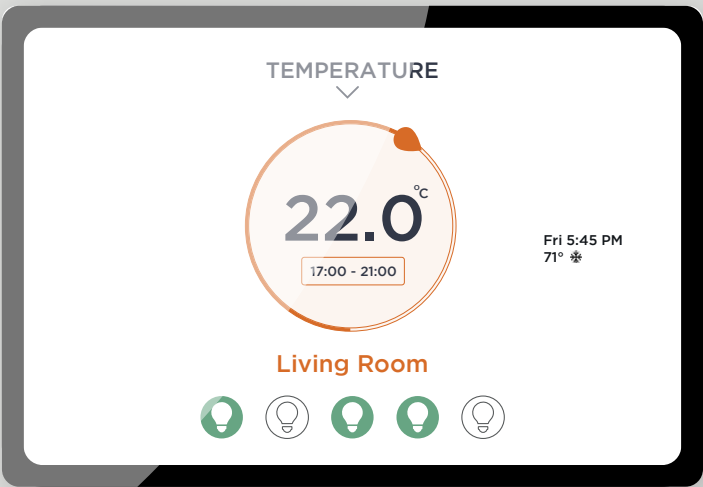 TEMPERATURE
22.0°C
17:00 - 21:00
Fri 5:45 PM
71°
Living Room